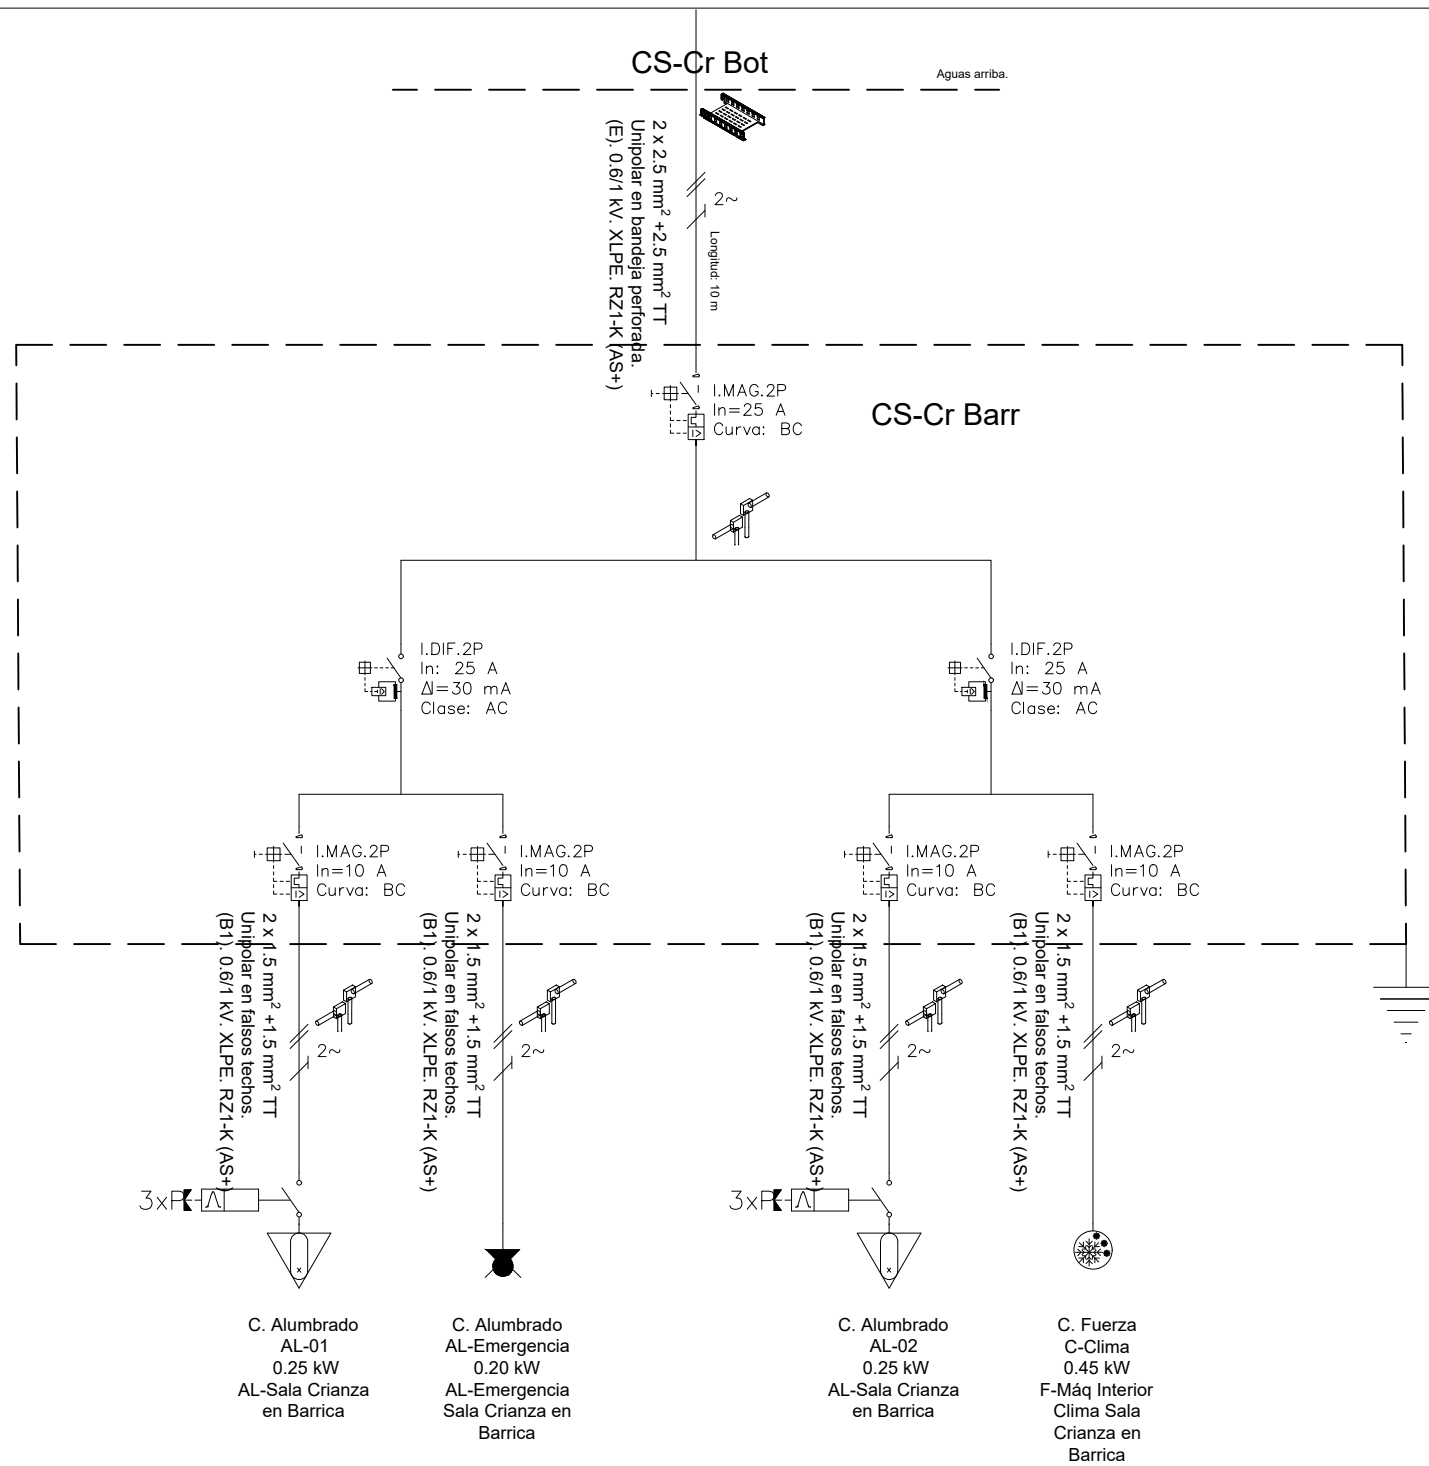 CS-Cr Bot
Aguas arriba.
2 x 2.5 mm² +2.5 mm² TT
Unipolar en bandeja perforada.
(E). 0.6/1 kV. XLPE. RZ1-K (AS+)
2~
Longitud: 10 m
I.MAG.2P
In=25 A
Curva: BC
CS-Cr Barr
I.DIF.2P
In: 25 A
ΔI=30 mA
Clase: AC
I.DIF.2P
In: 25 A
ΔI=30 mA
Clase: AC
I.MAG.2P
In=10 A
Curva: BC
I.MAG.2P
In=10 A
Curva: BC
I.MAG.2P
In=10 A
Curva: BC
I.MAG.2P
In=10 A
Curva: BC
2 x 1.5 mm² +1.5 mm² TT
Unipolar en falsos techos.
(B1). 0.6/1 kV. XLPE. RZ1-K (AS+)
2~
2 x 1.5 mm² +1.5 mm² TT
Unipolar en falsos techos.
(B1). 0.6/1 kV. XLPE. RZ1-K (AS+)
2~
2 x 1.5 mm² +1.5 mm² TT
Unipolar en falsos techos.
(B1). 0.6/1 kV. XLPE. RZ1-K (AS+)
2~
2 x 1.5 mm² +1.5 mm² TT
Unipolar en falsos techos.
(B1). 0.6/1 kV. XLPE. RZ1-K (AS+)
2~
3xP
3xP
C. Alumbrado
AL-01
0.25 kW
AL-Sala Crianza
en Barrica
C. Alumbrado
AL-Emergencia
0.20 kW
AL-Emergencia
Sala Crianza en
Barrica
C. Alumbrado
AL-02
0.25 kW
AL-Sala Crianza
en Barrica
C. Fuerza
C-Clima
0.45 kW
F-Máq Interior
Clima Sala
Crianza en
Barrica